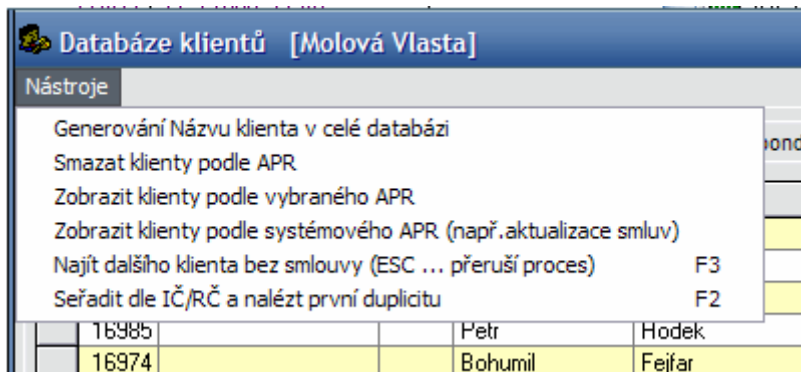 Databáze klientů [Molová Vlasta]
Nástroje
Generování Názvu klienta v celé databázi
Smazat klienty podle APR
Zobrazit klienty podle vybraného APR
Zobrazit klienty podle systémového APR (např.aktualizace smluv)
Najít dalšího klienta bez smlouvy (ESC ... přeruší proces) F3
Seřadit dle IČ/RČ a nalézt první duplicitu F2
16985 Petr Hodek
16974 Bohumil Fejfar